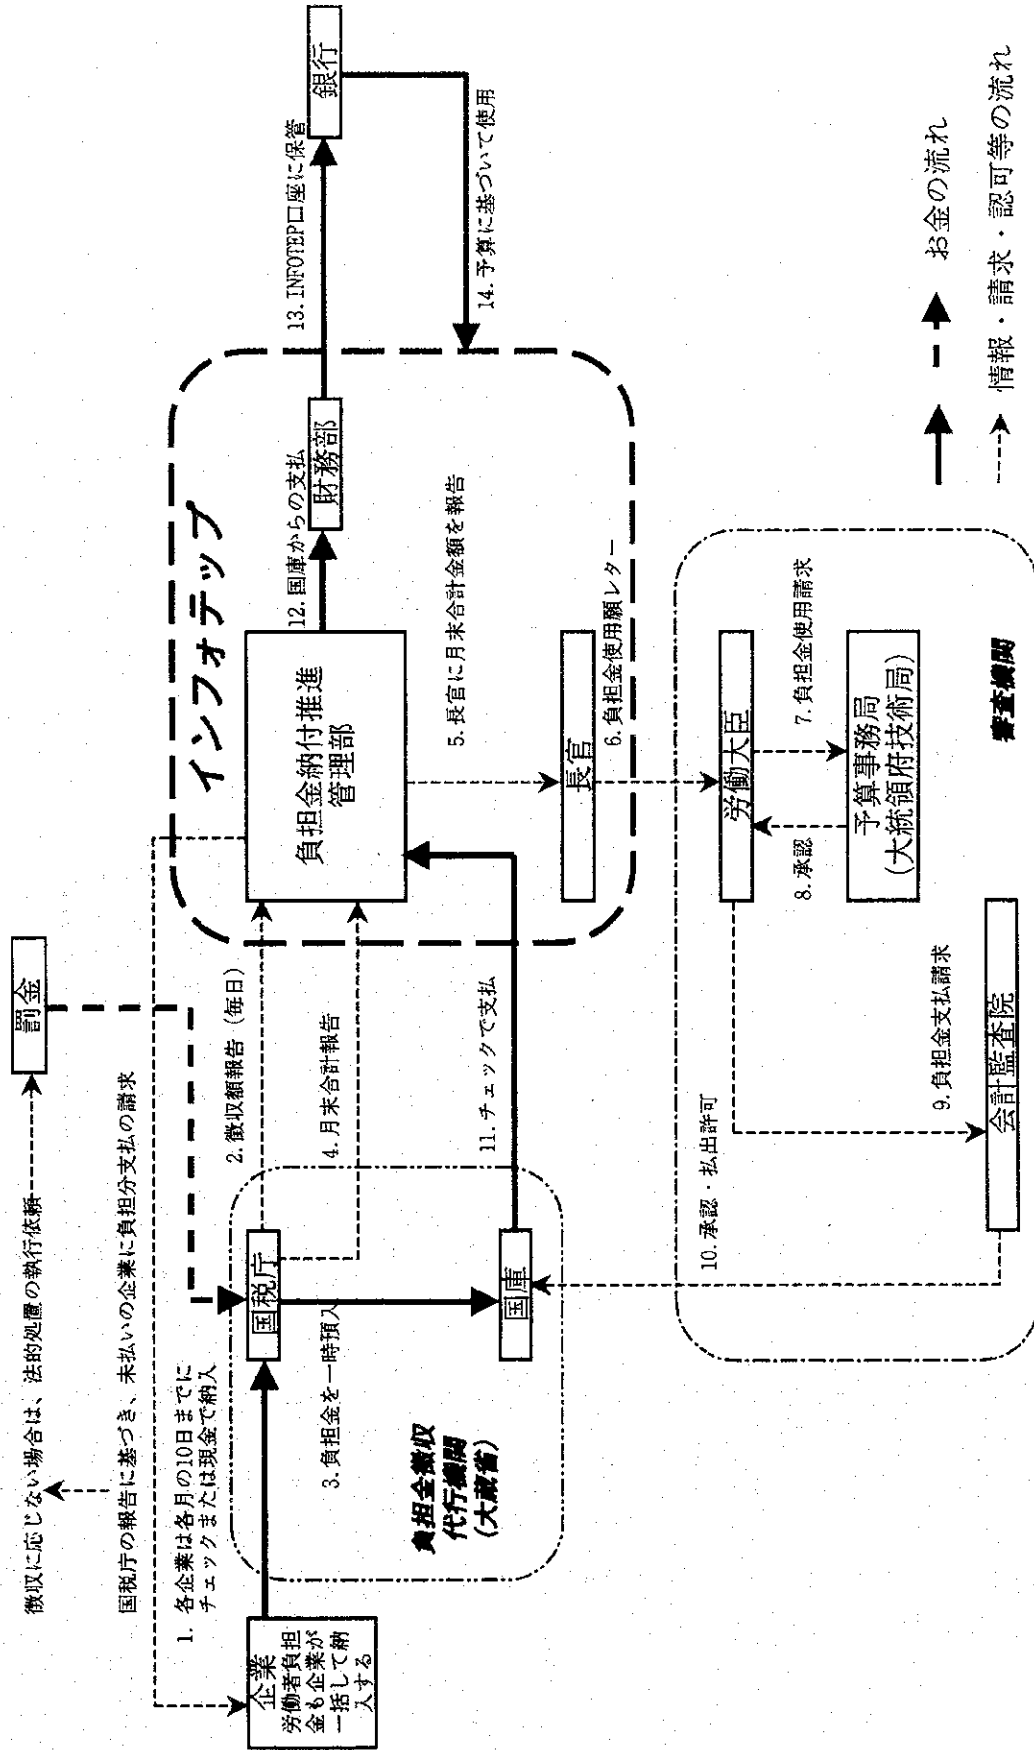 徴収に応じない場合は、法的処置の執行依頼
罰金
国税庁の報告に基づき、未払いの企業に負担分支払の請求
1. 各企業は各月の10日までに
チェックまたは現金で納入
企業
労働者負担
金も企業が
一括して納
入する
国税庁
3. 負担金を一時預入
国庫
負担金徴収
代行機関
(大蔵省)
2. 徴収額報告 (毎日)
4. 月末合計報告
11. チェックで支払
インフォテップ
負担金納付推進
管理部
12. 国庫からの支払
財務部
13. INFOTEP口座に保管
銀行
14. 予算に基づいて使用
5. 長官に月末合計金額を報告
長官
6. 負担金使用願レター
労働大臣
7. 負担金使用請求
8. 承認
予算事務局
(大統領府技術局)
9. 負担金支払請求
会計監査院
10. 承認・払出許可
審査機関
お金の流れ
情報・請求・認可等の流れ